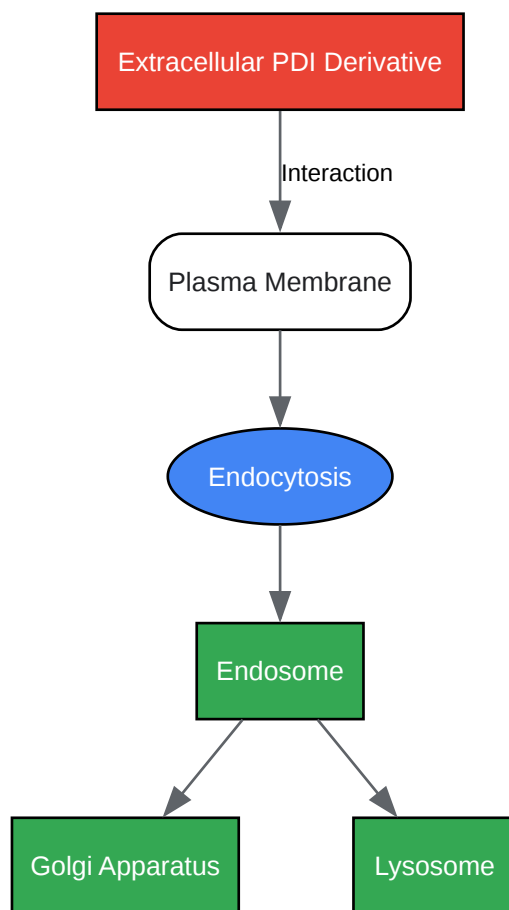 Extracellular PDI Derivative
Interaction
Plasma Membrane
Endocytosis
Endosome
Golgi Apparatus
Lysosome